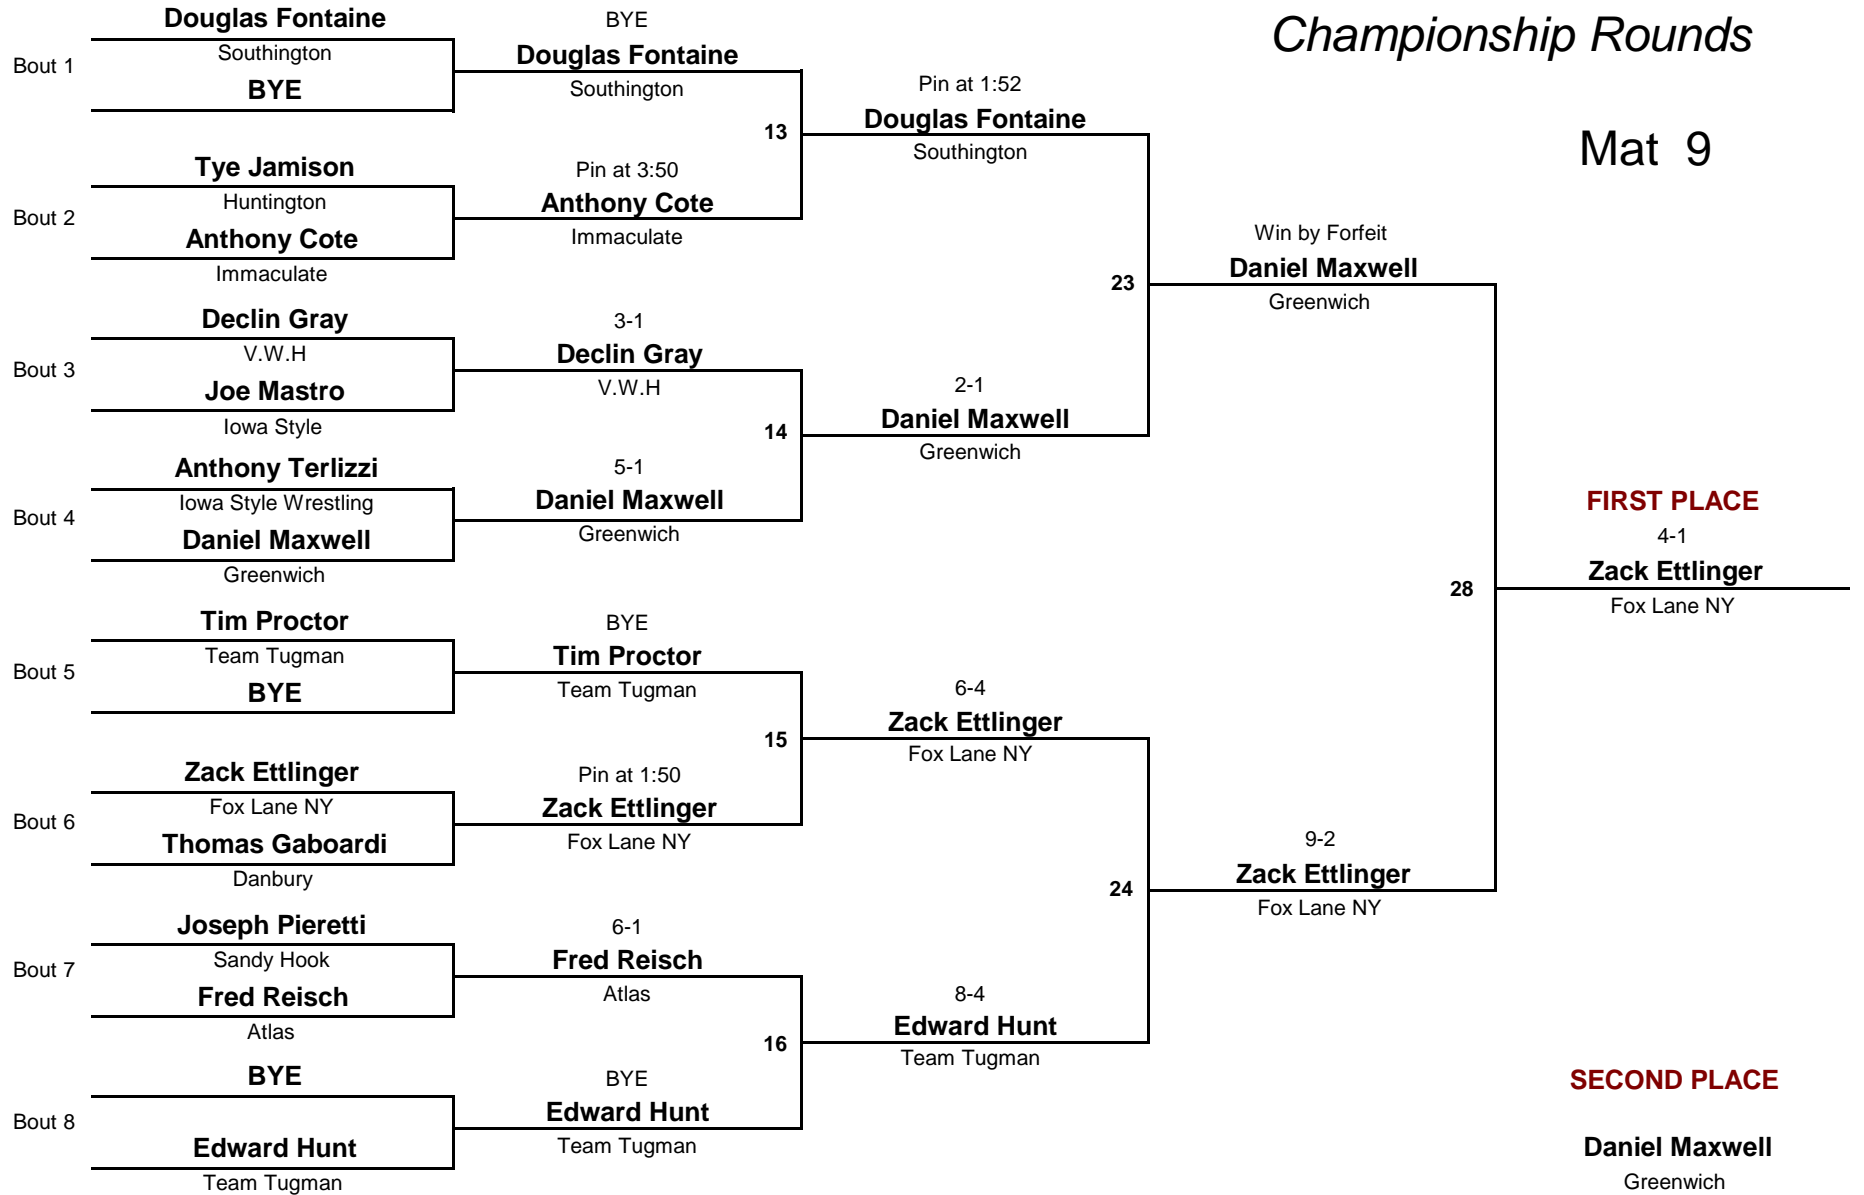 Championship Rounds
Mat 9
Bout 1
Douglas Fontaine
Southington
BYE
Bout 2
Tye Jamison
Huntington
Anthony Cote
Immaculate
Bout 3
Declin Gray
V.W.H
Joe Mastro
Iowa Style
Bout 4
Anthony Terlizzi
Iowa Style Wrestling
Daniel Maxwell
Greenwich
Bout 5
Tim Proctor
Team Tugman
BYE
Bout 6
Zack Ettlinger
Fox Lane NY
Thomas Gaboardi
Danbury
Bout 7
Joseph Pieretti
Sandy Hook
Fred Reisch
Atlas
Bout 8
BYE
Edward Hunt
Team Tugman
BYE
Douglas Fontaine
Southington
13
Pin at 3:50
Anthony Cote
Immaculate
3-1
Declin Gray
V.W.H
14
5-1
Daniel Maxwell
Greenwich
BYE
Tim Proctor
Team Tugman
15
Pin at 1:50
Zack Ettlinger
Fox Lane NY
6-1
Fred Reisch
Atlas
16
BYE
Edward Hunt
Team Tugman
Pin at 1:52
Douglas Fontaine
Southington
23
2-1
Daniel Maxwell
Greenwich
6-4
Zack Ettlinger
Fox Lane NY
24
8-4
Edward Hunt
Team Tugman
Win by Forfeit
Daniel Maxwell
Greenwich
28
9-2
Zack Ettlinger
Fox Lane NY
FIRST PLACE
4-1
Zack Ettlinger
Fox Lane NY
SECOND PLACE
Daniel Maxwell
Greenwich